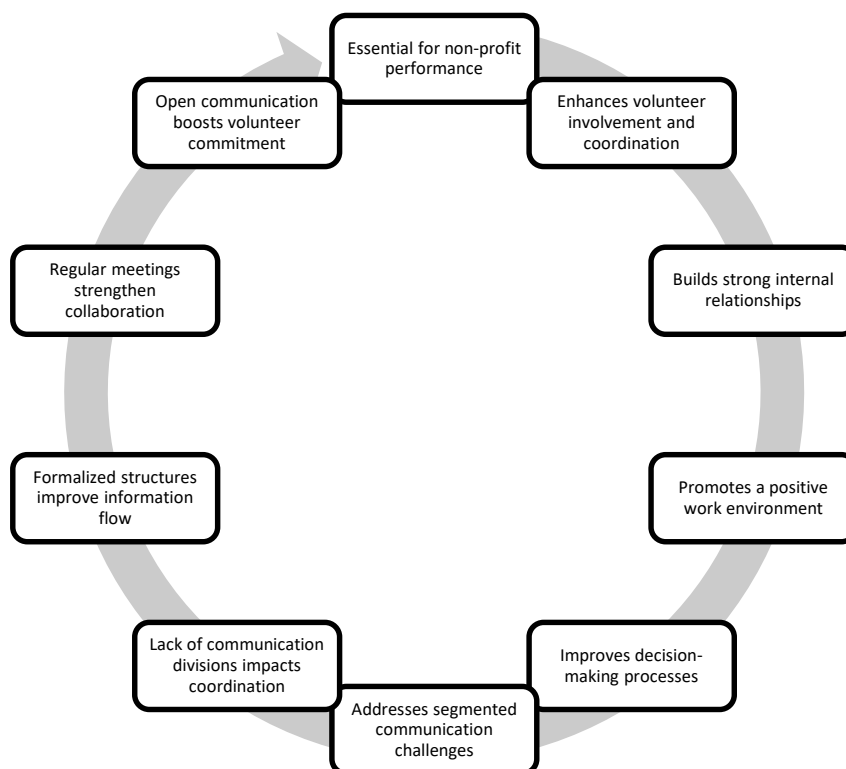 Essential for non-profit
performance
Enhances volunteer
involvement and
coordination
Builds strong internal
relationships
Promotes a positive
work environment
Improves decision-
making processes
Addresses segmented
communication
challenges
Lack of communication
divisions impacts
coordination
Formalized structures
improve information
flow
Regular meetings
strengthen
collaboration
Open communication
boosts volunteer
commitment